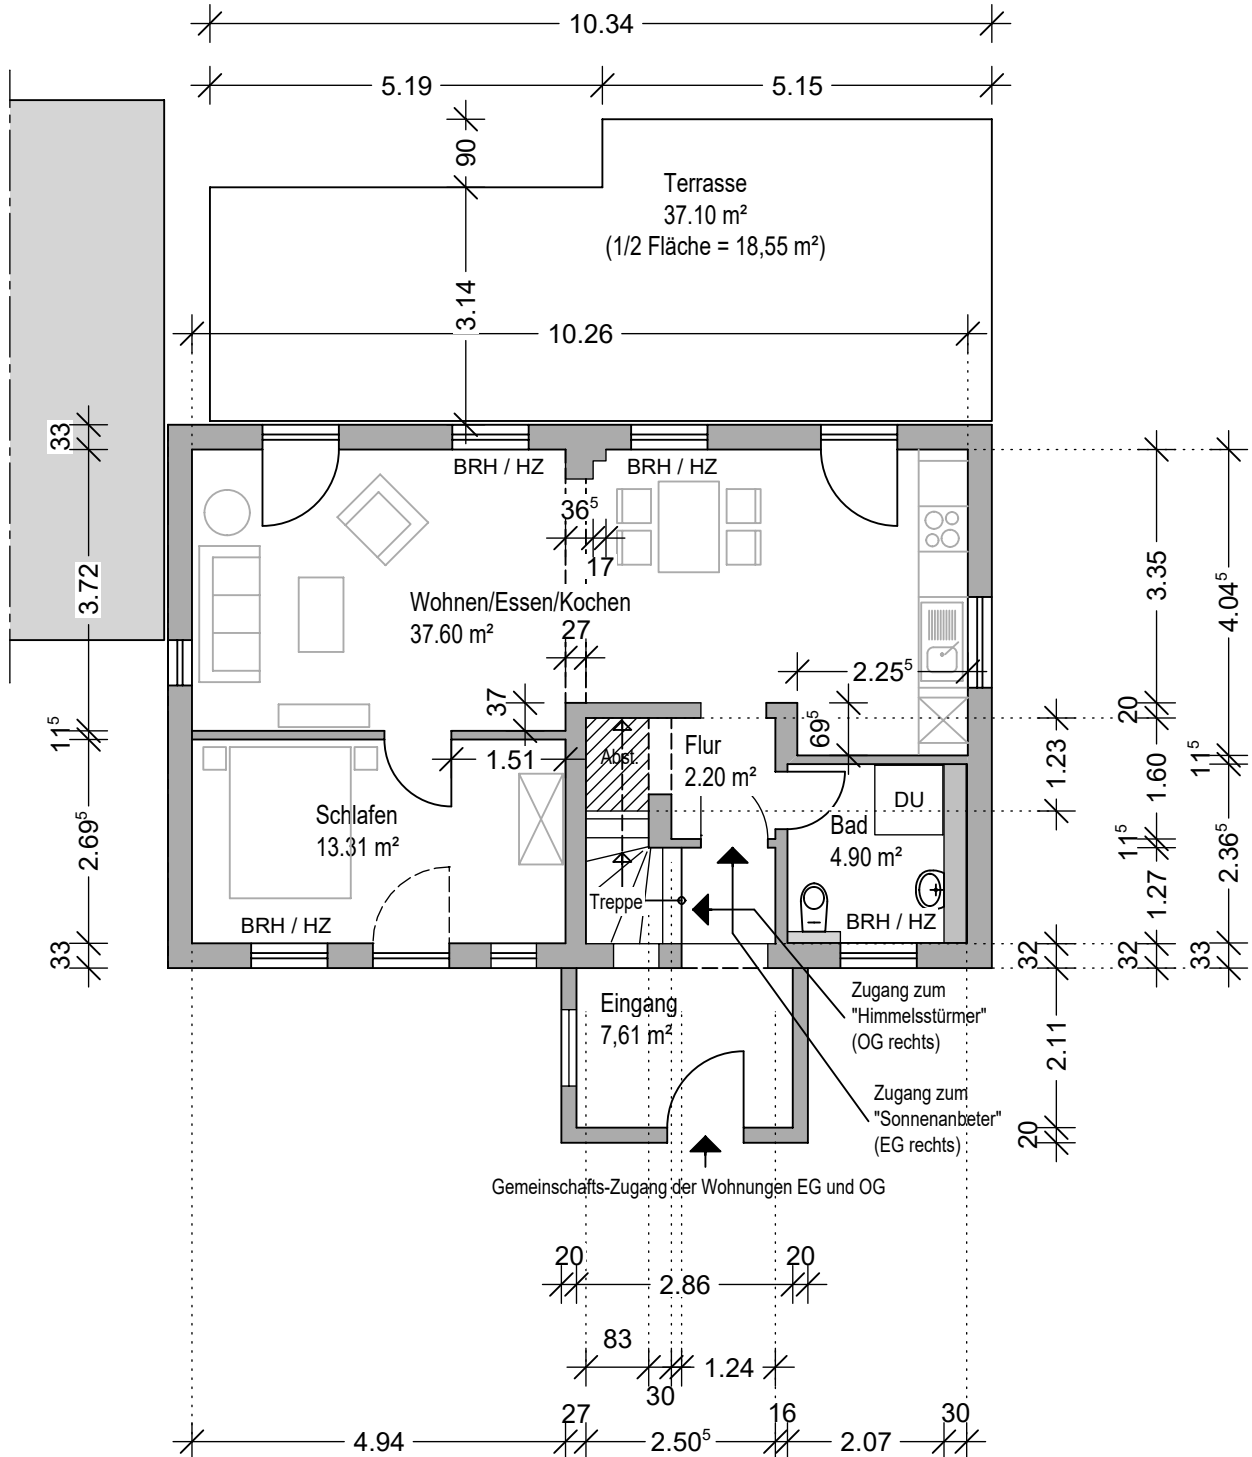 10.34
5.19
5.15
90
Terrasse
37.10 m²
(1/2 Fläche = 18,55 m²)
3.14
10.26
33
BRH / HZ
BRH / HZ
36⁵
17
3.72
3.35
4.04⁵
Wohnen/Essen/Kochen
37.60 m²
27
2.25⁵
37
69⁵
20
11⁵
Flur
2.20 m²
Abst.
1.51
1.23
1.60
11⁵
DU
Schlafen
13.31 m²
Bad
4.90 m²
2.69⁵
11⁵
2.36⁵
Treppe
1.27
BRH / HZ
BRH / HZ
33
32
32
33
Eingang
7,61 m²
Zugang zum
"Himmelsstürmer"
(OG rechts)
2.11
Zugang zum
"Sonnenanbeter"
(EG rechts)
20
Gemeinschafts-Zugang der Wohnungen EG und OG
20
2.86
20
83
30
1.24
4.94
27
2.50⁵
16
2.07
30